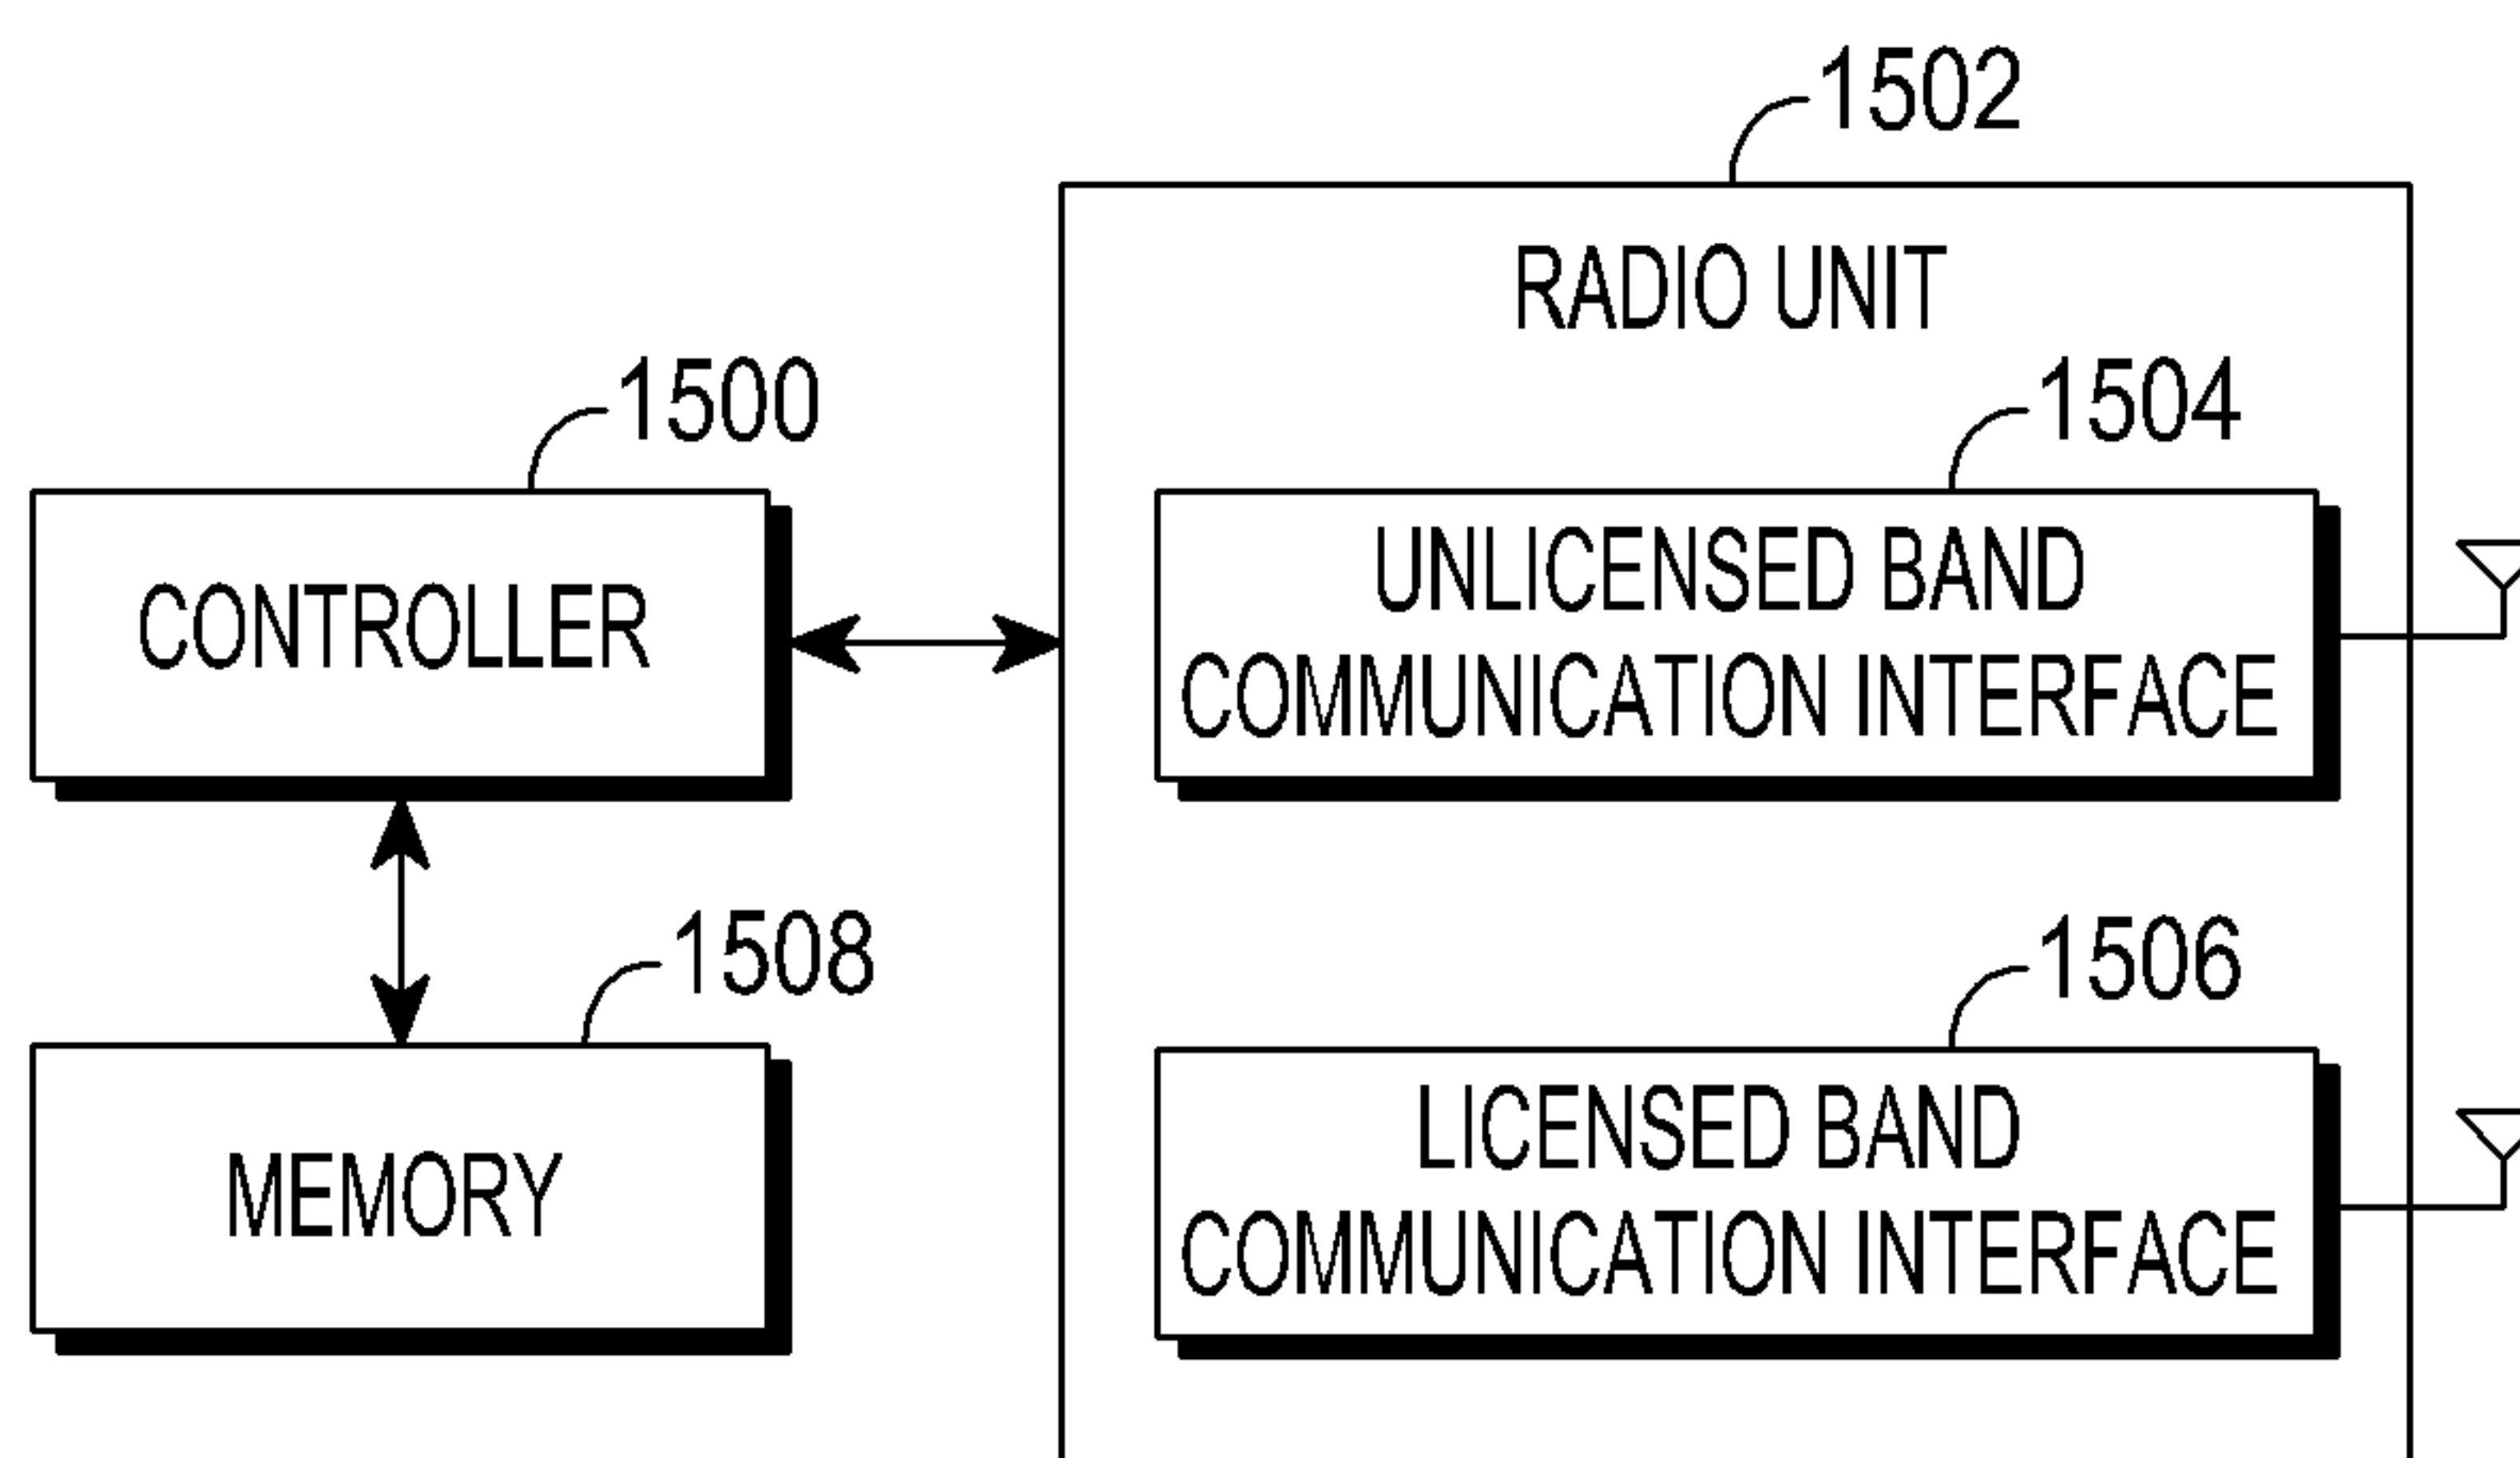 1502
RADIO UNIT
1500
1504
CONTROLLER
UNLICENSED BAND
COMMUNICATION INTERFACE
1508
1506
MEMORY
LICENSED BAND
COMMUNICATION INTERFACE